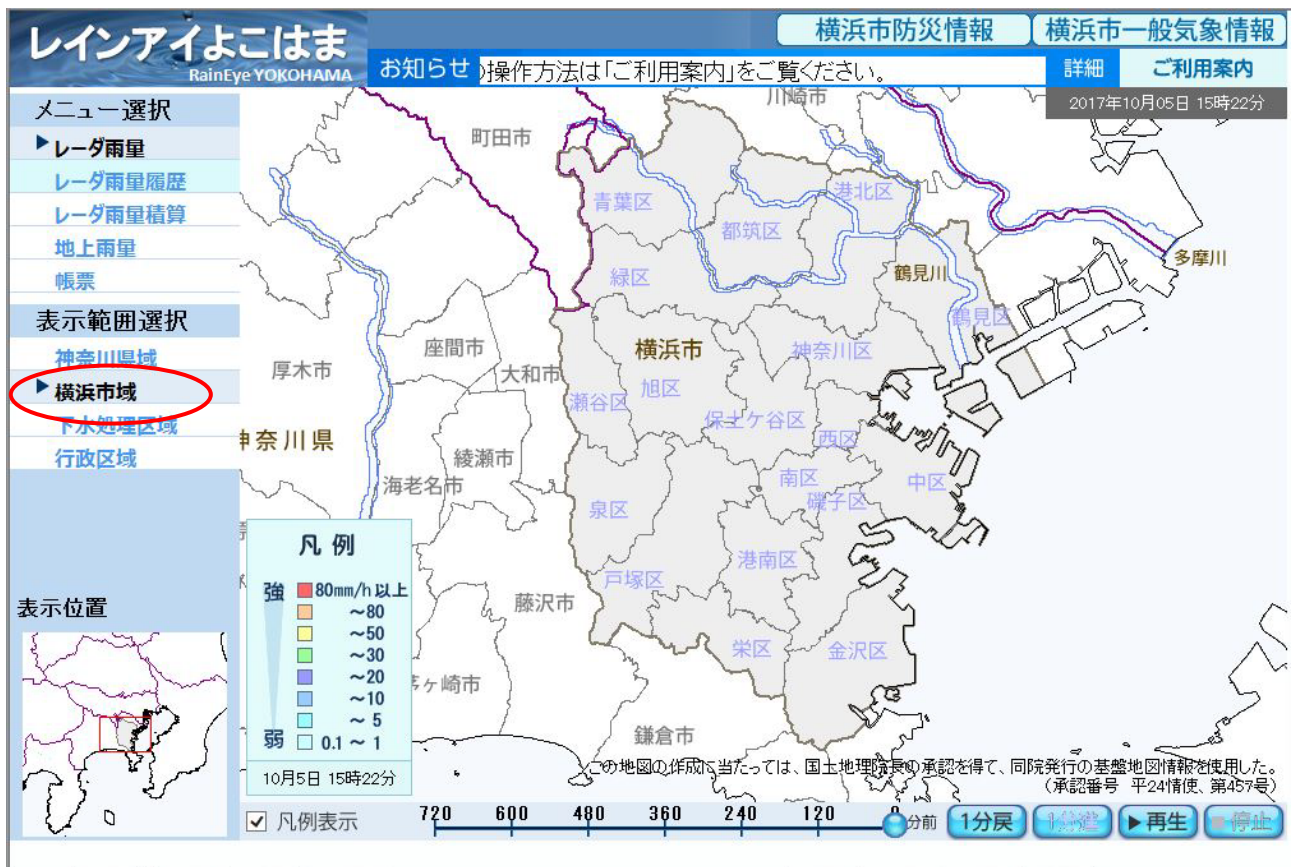 レインアイよこはま
RainEye YOKOHAMA
横浜市防災情報
横浜市一般気象情報
お知らせ
操作方法は「ご利用案内」をご覧ください。
詳細
ご利用案内
2017年10月05日 15時22分
メニュー選択
レーダ雨量
レーダ雨量履歴
レーダ雨量積算
地上雨量
帳票
表示範囲選択
神奈川県域
横浜市域
下水処理区域
行政区域
表示位置
川崎市
町田市
青葉区
港北区
都筑区
多摩川
緑区
鶴見川
鶴見区
座間市
横浜市
神奈川区
厚木市
大和市
瀬谷区
旭区
保土ケ谷区
西区
神奈川県
綾瀬市
海老名市
南区
中区
磯子区
泉区
港南区
戸塚区
藤沢市
栄区
金沢区
茅ヶ崎市
鎌倉市
凡例
強
80mm/h以上
～80
～50
～30
～20
～10
～5
弱
0.1～1
10月5日 15時22分
この地図の作成に当たっては、国土地理院長の承認を得て、同院発行の基盤地図情報を使用した。
（承認番号 平24情使、第457号）
凡例表示
720 600 480 360 240 120 0 分前
1分戻
1分進
再生
停止